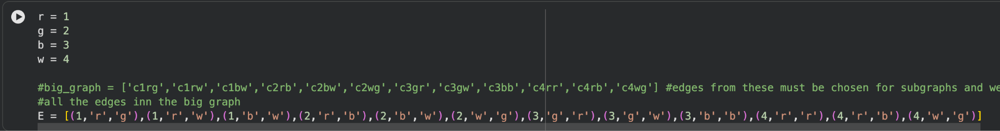 r = 1
g = 2
b = 3
w = 4
#big_graph = ['c1rg','c1rw','c1bw','c2rb','c2bw','c2wg','c3gr','c3gw','c3bb','c4rr','c4rb','c4wg'] #edges from these must be chosen for subgraphs and we
#all the edges inn the big graph
E = [(1,'r','g'),(1,'r','w'),(1,'b','w'),(2,'r','b'),(2,'b','w'),(2,'w','g'),(3,'g','r'),(3,'g','w'),(3,'b','b'),(4,'r','r'),(4,'r','b'),(4,'w','g')]